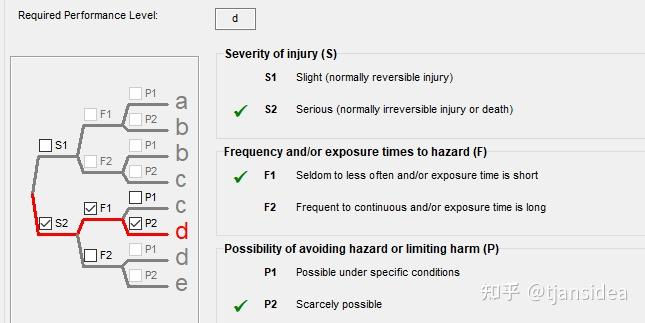 Required Performance Level:
d
Severity of injury (S)
S1 Slight (normally reversible injury)
S2 Serious (normally irreversible injury or death)
Frequency and/or exposure times to hazard (F)
F1 Seldom to less often and/or exposure time is short
F2 Frequent to continuous and/or exposure time is long
Possibility of avoiding hazard or limiting harm (P)
P1 Possible under specific conditions
P2 Scarcely possible
P1 a
F1
P2 b
S1
P1 b
F2
P2 c
P1 c
F1
S2
P2 d
F2
P1 d
P2 e
知乎 @tjansidea